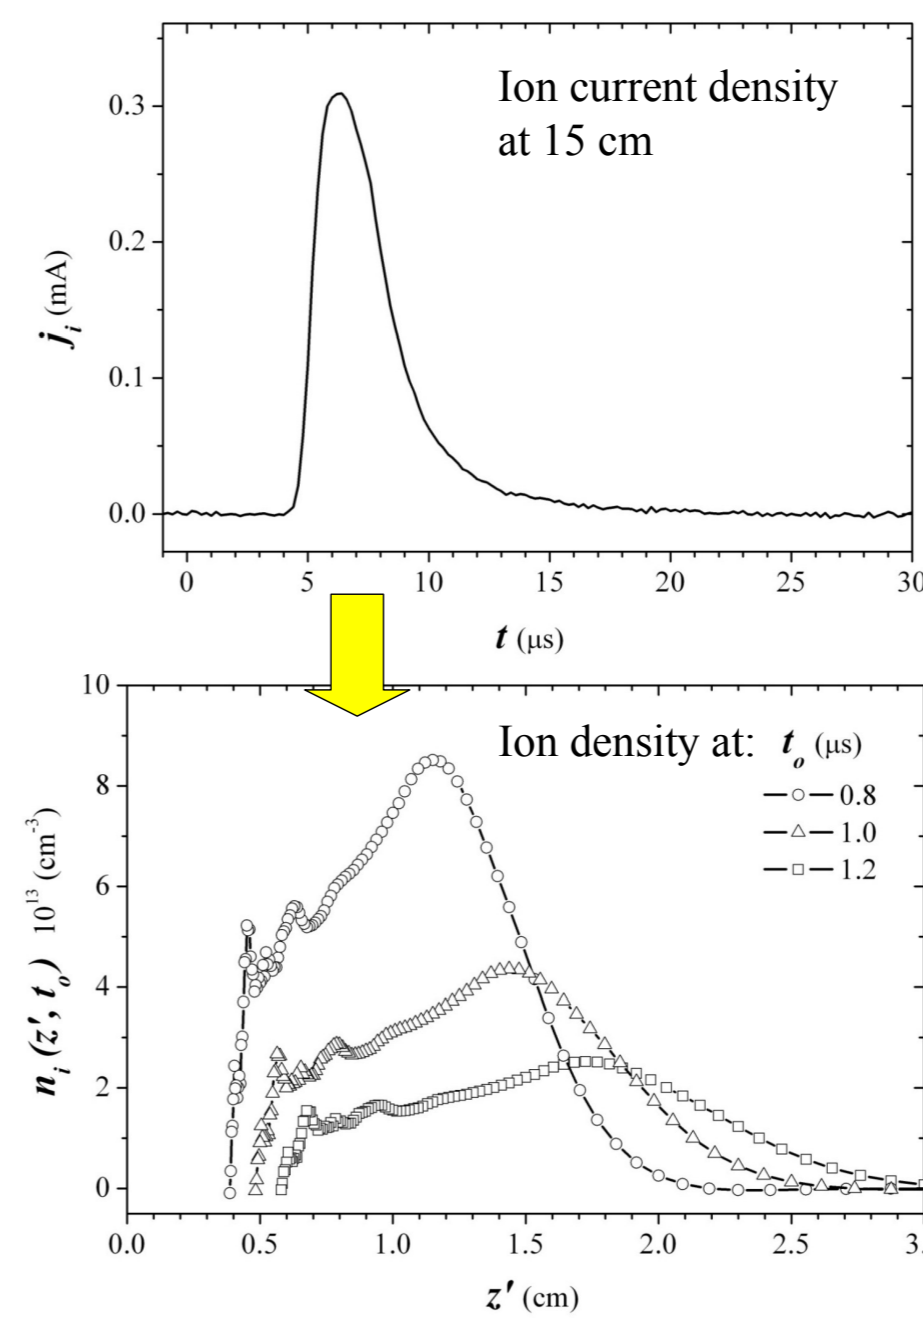 Ion current density
at 15 cm
0.3
0.2
0.1
0.0
j_i (mA)
0 5 10 15 20 25 30
t (μs)
10
8
6
4
2
0
n_i (z', t_o) 10^13 (cm^-3)
Ion density at: t_o (μs)
0.8
1.0
1.2
0.0 0.5 1.0 1.5 2.0 2.5 3.
z' (cm)